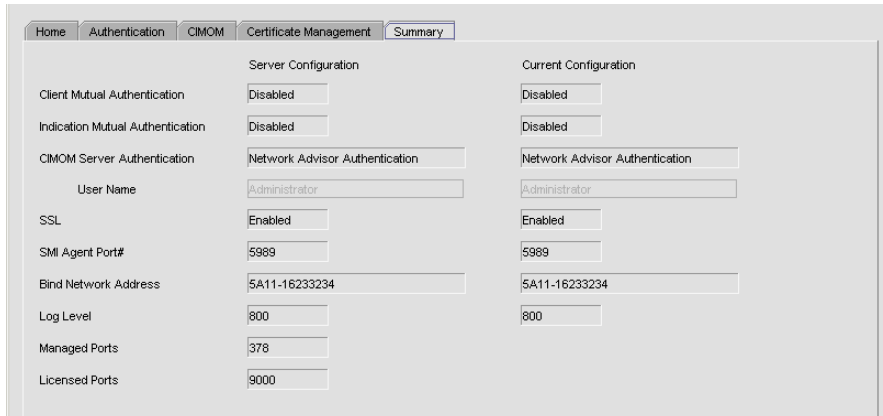 Home Authentication CIMOM Certificate Management Summary
Server Configuration Current Configuration
Client Mutual Authentication Disabled Disabled
Indication Mutual Authentication Disabled Disabled
CIMOM Server Authentication Network Advisor Authentication Network Advisor Authentication
User Name Administrator Administrator
SSL Enabled Enabled
SMI Agent Port# 5989 5989
Bind Network Address 5A11-16233234 5A11-16233234
Log Level 800 800
Managed Ports 378
Licensed Ports 9000